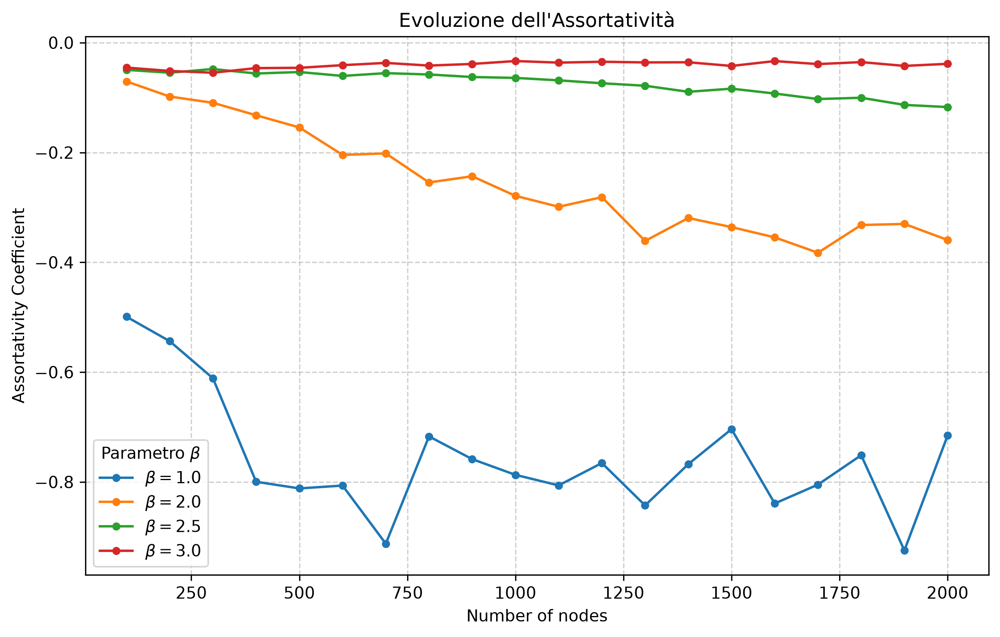 Evoluzione dell'Assortatività
Assortativity Coefficient
0.0
−0.2
−0.4
−0.6
−0.8
Parametro β
β = 1.0
β = 2.0
β = 2.5
β = 3.0
250 500 750 1000 1250 1500 1750 2000
Number of nodes